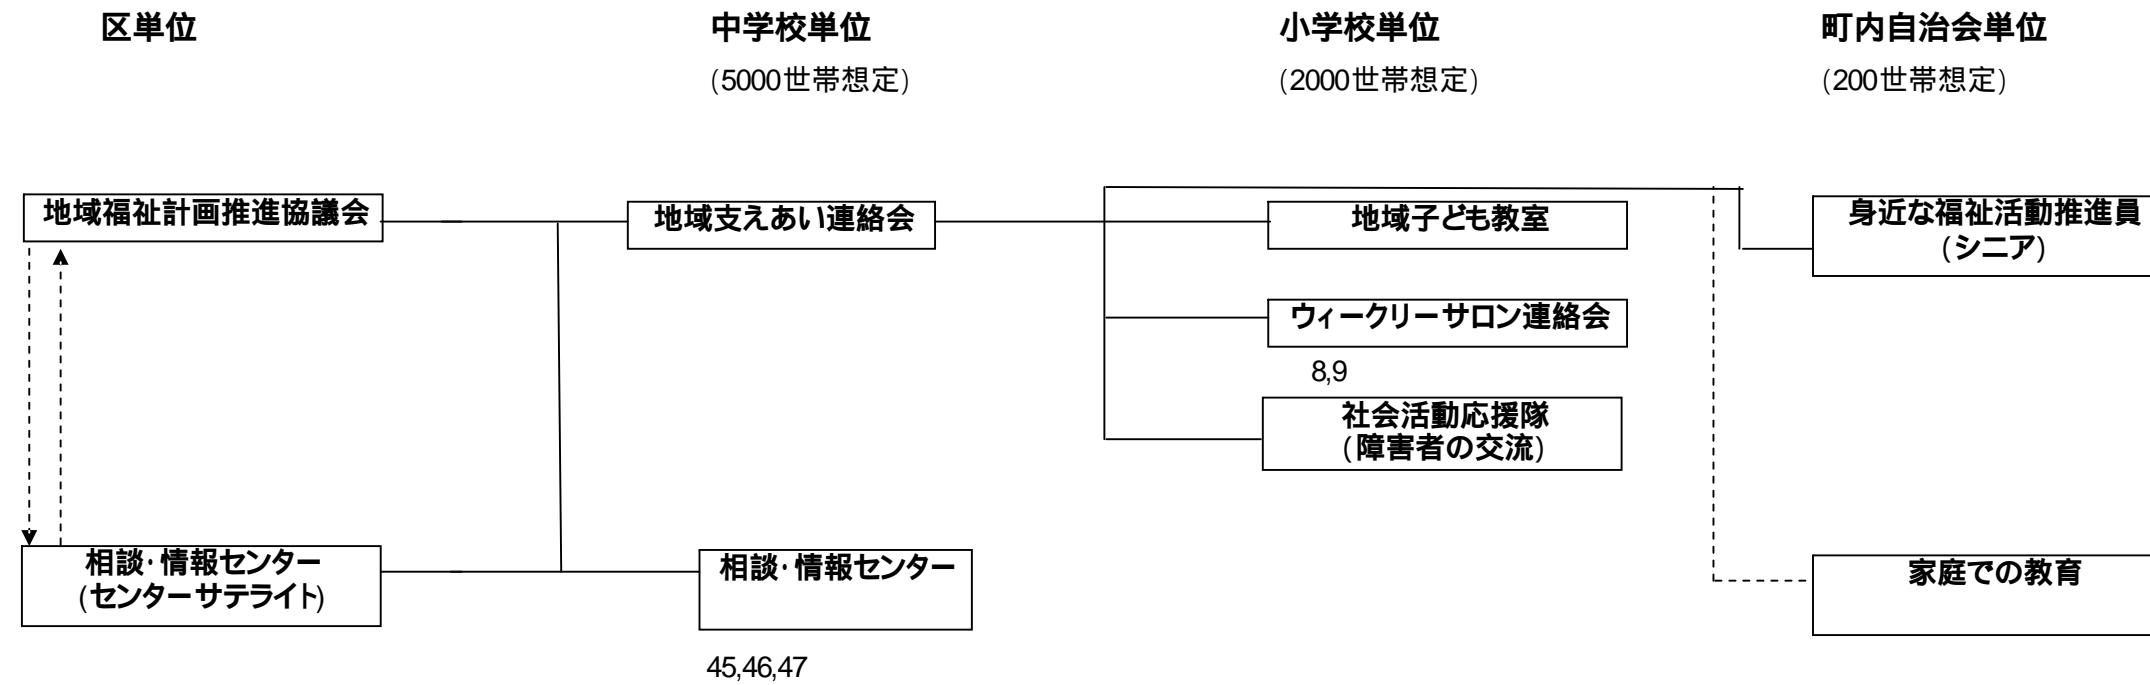 区単位
中学校単位
小学校単位
町内自治会単位
(5000世帯想定)
(2000世帯想定)
(200世帯想定)
地域福祉計画推進協議会
地域支えあい連絡会
地域子ども教室
身近な福祉活動推進員
(シニア)
ウィークリーサロン連絡会
8,9
社会活動応援隊
(障害者の交流)
相談・情報センター
(センターサテライト)
相談・情報センター
家庭での教育
45,46,47